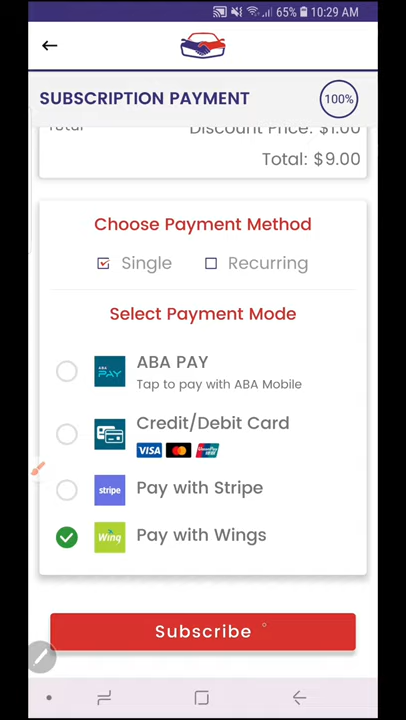 65% 10:29 AM
SUBSCRIPTION PAYMENT 100%
Total Discount Price: $1.00
Total: $9.00
Choose Payment Method
Single Recurring
Select Payment Mode
ABA PAY
ABA PAY
Tap to pay with ABA Mobile
Credit/Debit Card
VISA
UnionPay
stripe Pay with Stripe
Wing Pay with Wings
Subscribe